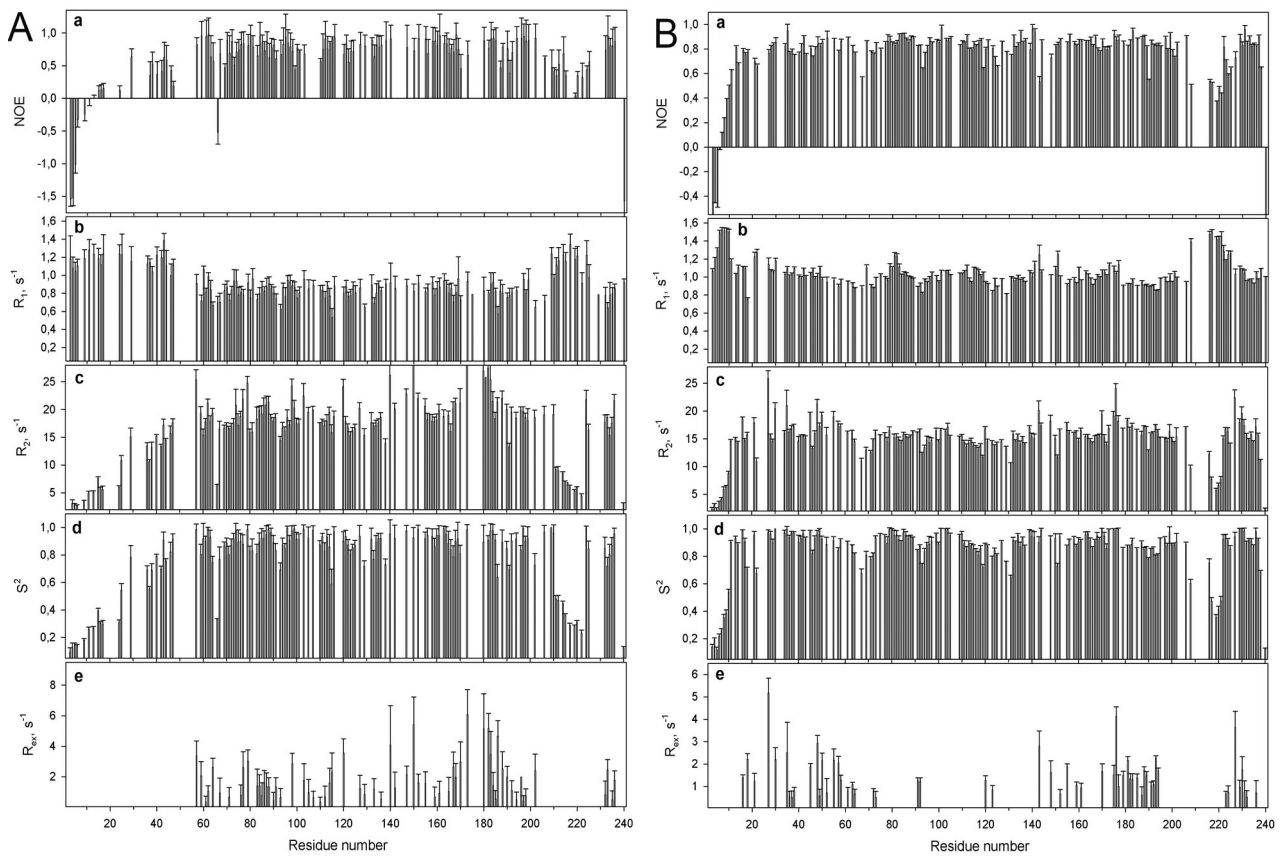 A
a
NOE
1,0
0,5
0,0
-0,5
-1,0
-1,5
b
R1, s-1
1,6
1,4
1,2
1,0
0,8
0,6
0,4
0,2
c
R2, s-1
25
20
15
10
5
d
S2
1,0
0,8
0,6
0,4
0,2
e
Rex, s-1
8
6
4
2
20 40 60 80 100 120 140 160 180 200 220 240
Residue number
B
a
NOE
1,0
0,8
0,6
0,4
0,2
0,0
-0,2
-0,4
b
R1, s-1
1,6
1,4
1,2
1,0
0,8
0,6
0,4
0,2
c
R2, s-1
25
20
15
10
5
d
S2
1,0
0,8
0,6
0,4
0,2
e
Rex, s-1
6
5
4
3
2
1
20 40 60 80 100 120 140 160 180 200 220 240
Residue number